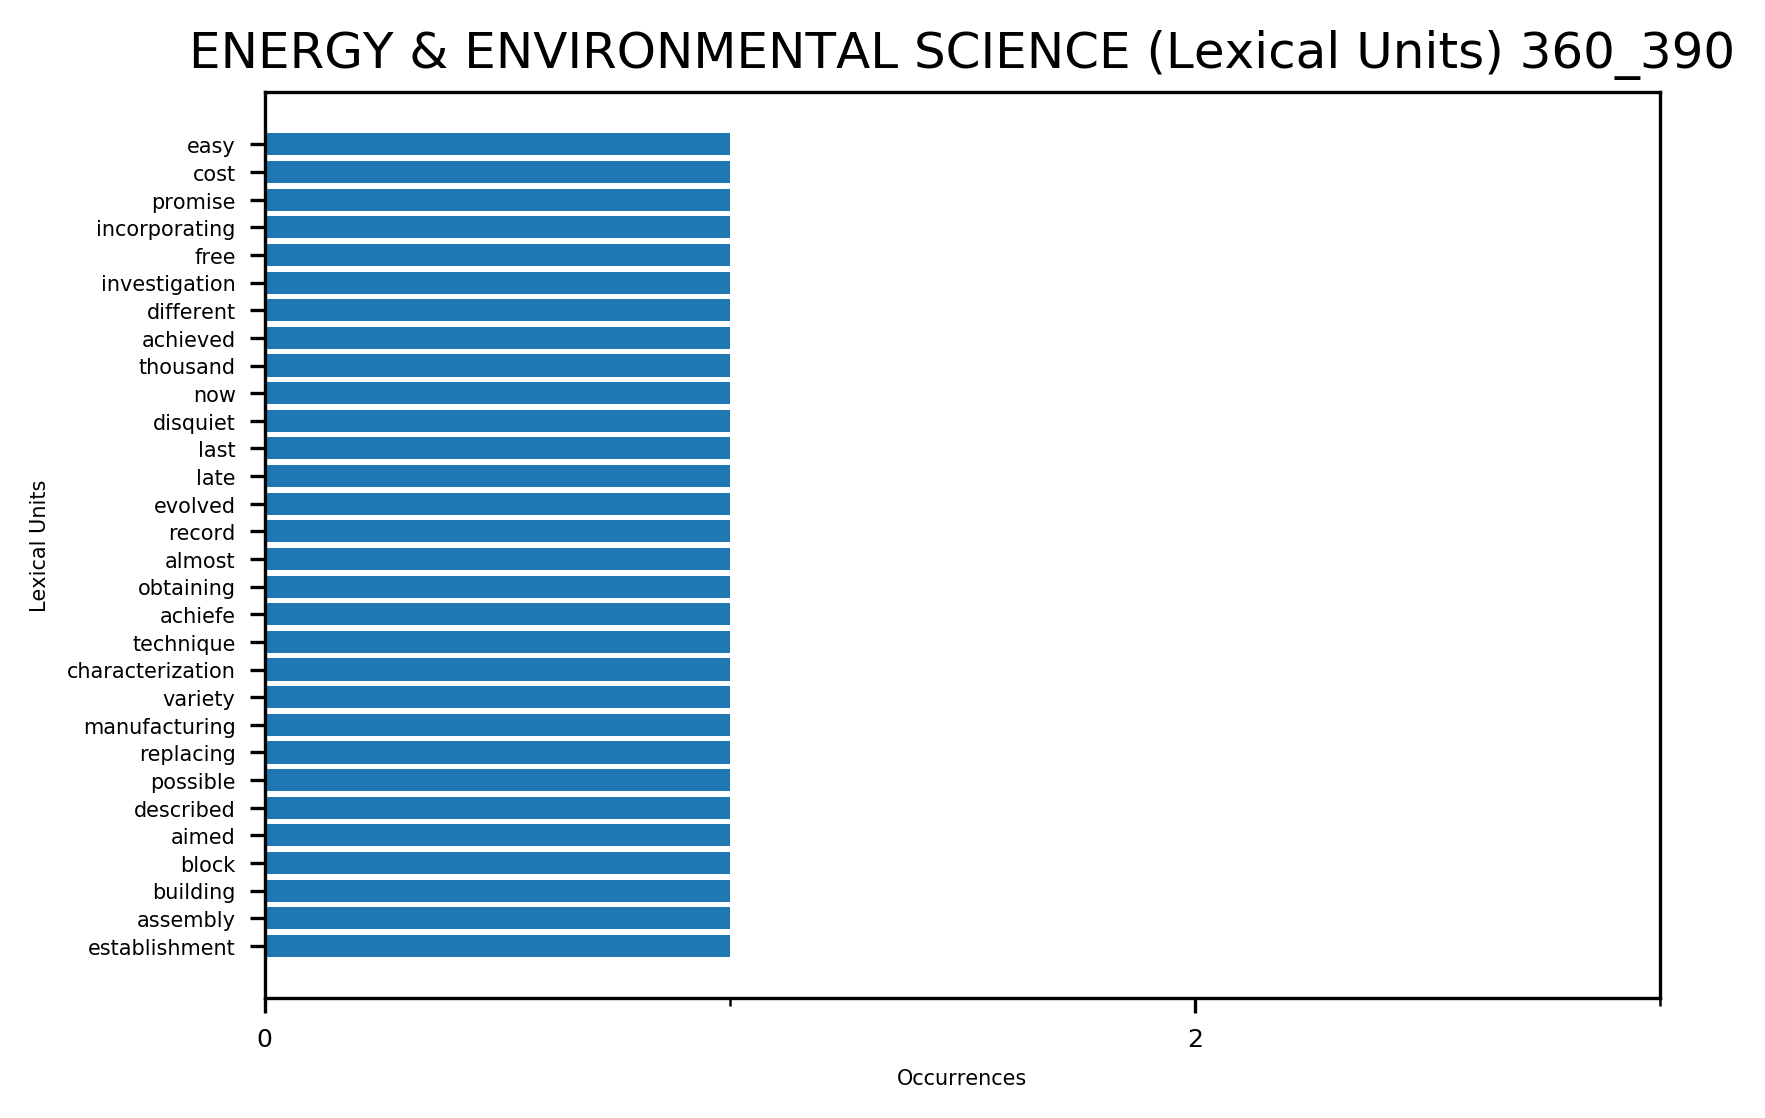 ENERGY & ENVIRONMENTAL SCIENCE (Lexical Units) 360_390
easy
cost
promise
incorporating
free
investigation
different
achieved
thousand
now
disquiet
last
late
evolved
record
almost
obtaining
achiefe
technique
characterization
variety
manufacturing
replacing
possible
described
aimed
block
building
assembly
establishment
Lexical Units
0 2
Occurrences